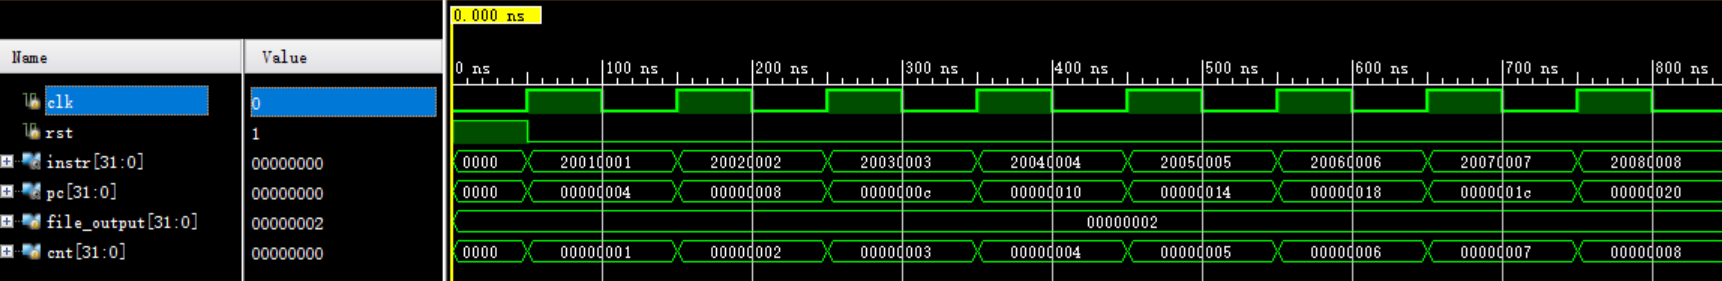 0.000 ns
Name Value
0 ns 100 ns 200 ns 300 ns 400 ns 500 ns 600 ns 700 ns 800 ns
clk 0
rst 1
instr[31:0] 00000000 0000 20010001 20020002 20030003 20040004 20050005 20060006 20070007 20080008
pc[31:0] 00000000 0000 00000004 00000008 0000000c 00000010 00000014 00000018 0000001c 00000020
file_output[31:0] 00000002 00000002
cnt[31:0] 00000000 0000 00000001 00000002 00000003 00000004 00000005 00000006 00000007 00000008